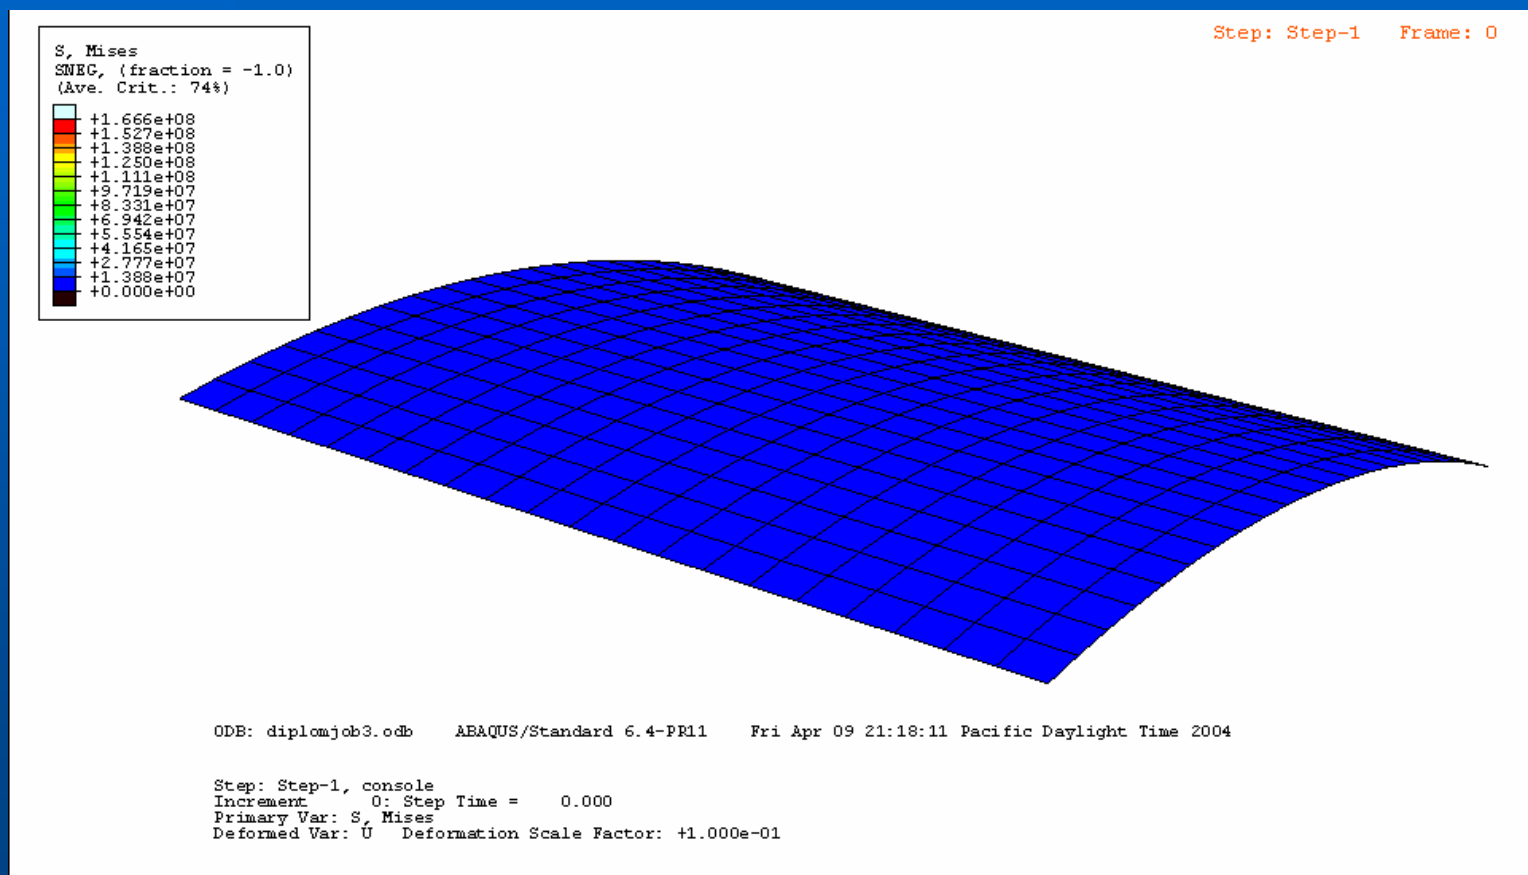 S, Mises
SNEG, (fraction = -1.0)
(Ave. Crit.: 74%)
+1.666e+08
+1.527e+08
+1.388e+08
+1.250e+08
+1.111e+08
+9.719e+07
+8.331e+07
+6.942e+07
+5.554e+07
+4.165e+07
+2.777e+07
+1.388e+07
+0.000e+00
Step: Step-1 Frame: 0
ODB: diplomjob3.odb ABAQUS/Standard 6.4-PR11 Fri Apr 09 21:18:11 Pacific Daylight Time 2004
Step: Step-1, console
Increment 0: Step Time = 0.000
Primary Var: S, Mises
Deformed Var: U Deformation Scale Factor: +1.000e-01